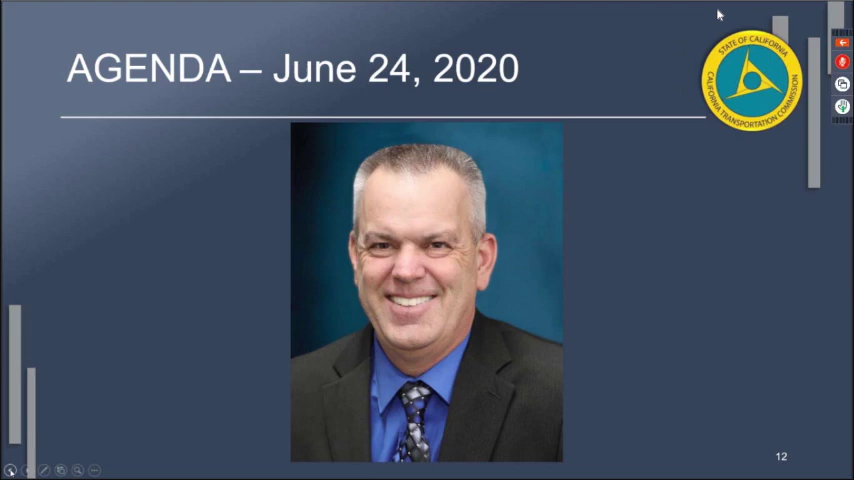 AGENDA – June 24, 2020
STATE OF CALIFORNIA
CALIFORNIA TRANSPORTATION COMMISSION
12